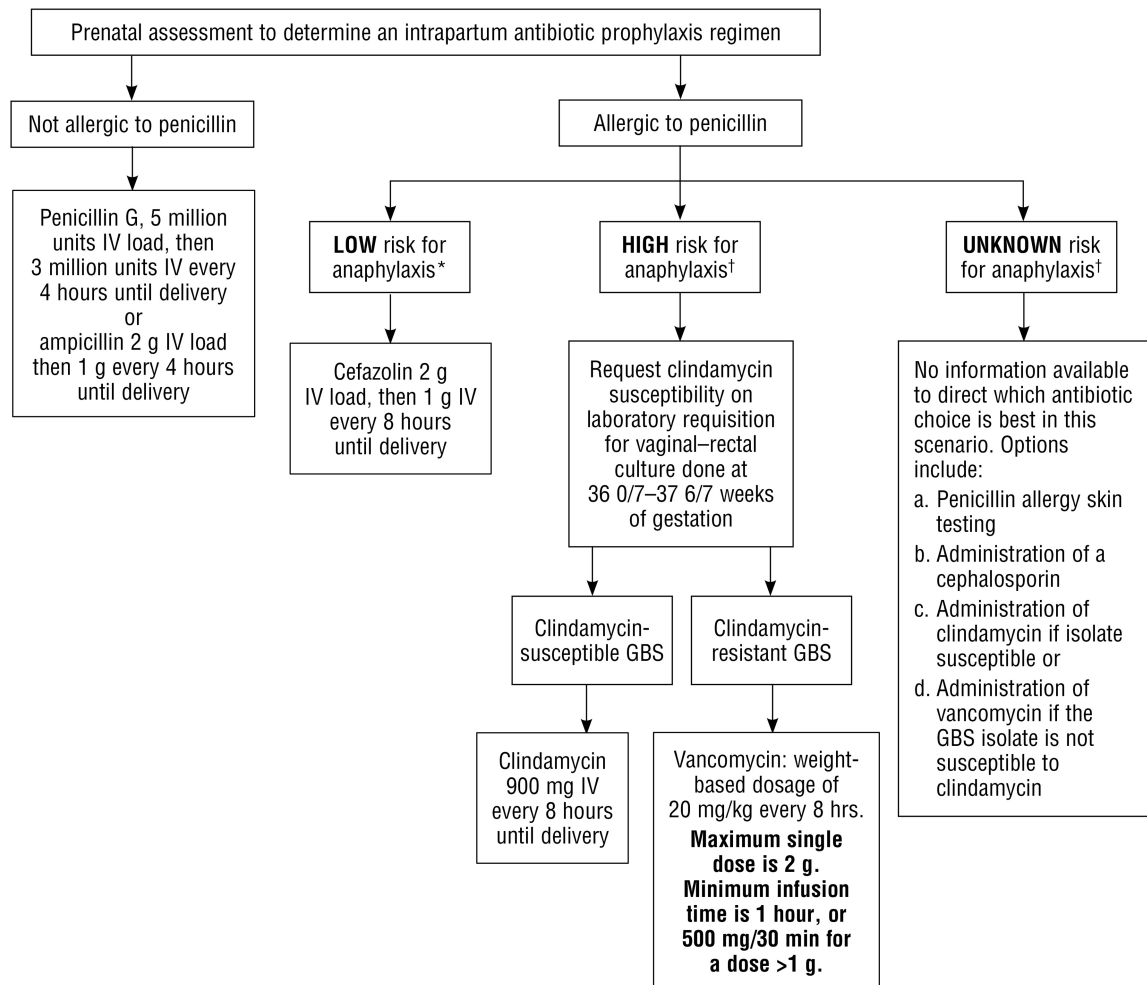 Prenatal assessment to determine an intrapartum antibiotic prophylaxis regimen
Not allergic to penicillin
Penicillin G, 5 million
units IV load, then
3 million units IV every
4 hours until delivery
or
ampicillin 2 g IV load
then 1 g every 4 hours
until delivery
Allergic to penicillin
LOW risk for
anaphylaxis*
Cefazolin 2 g
IV load, then 1 g IV
every 8 hours
until delivery
HIGH risk for
anaphylaxis†
Request clindamycin
susceptibility on
laboratory requisition
for vaginal–rectal
culture done at
36 0/7–37 6/7 weeks
of gestation
Clindamycin-
susceptible GBS
Clindamycin
900 mg IV
every 8 hours
until delivery
Clindamycin-
resistant GBS
Vancomycin: weight-
based dosage of
20 mg/kg every 8 hrs.
Maximum single
dose is 2 g.
Minimum infusion
time is 1 hour, or
500 mg/30 min for
a dose >1 g.
UNKNOWN risk
for anaphylaxis†
No information available
to direct which antibiotic
choice is best in this
scenario. Options
include:
a. Penicillin allergy skin
testing
b. Administration of a
cephalosporin
c. Administration of
clindamycin if isolate
susceptible or
d. Administration of
vancomycin if the
GBS isolate is not
susceptible to
clindamycin